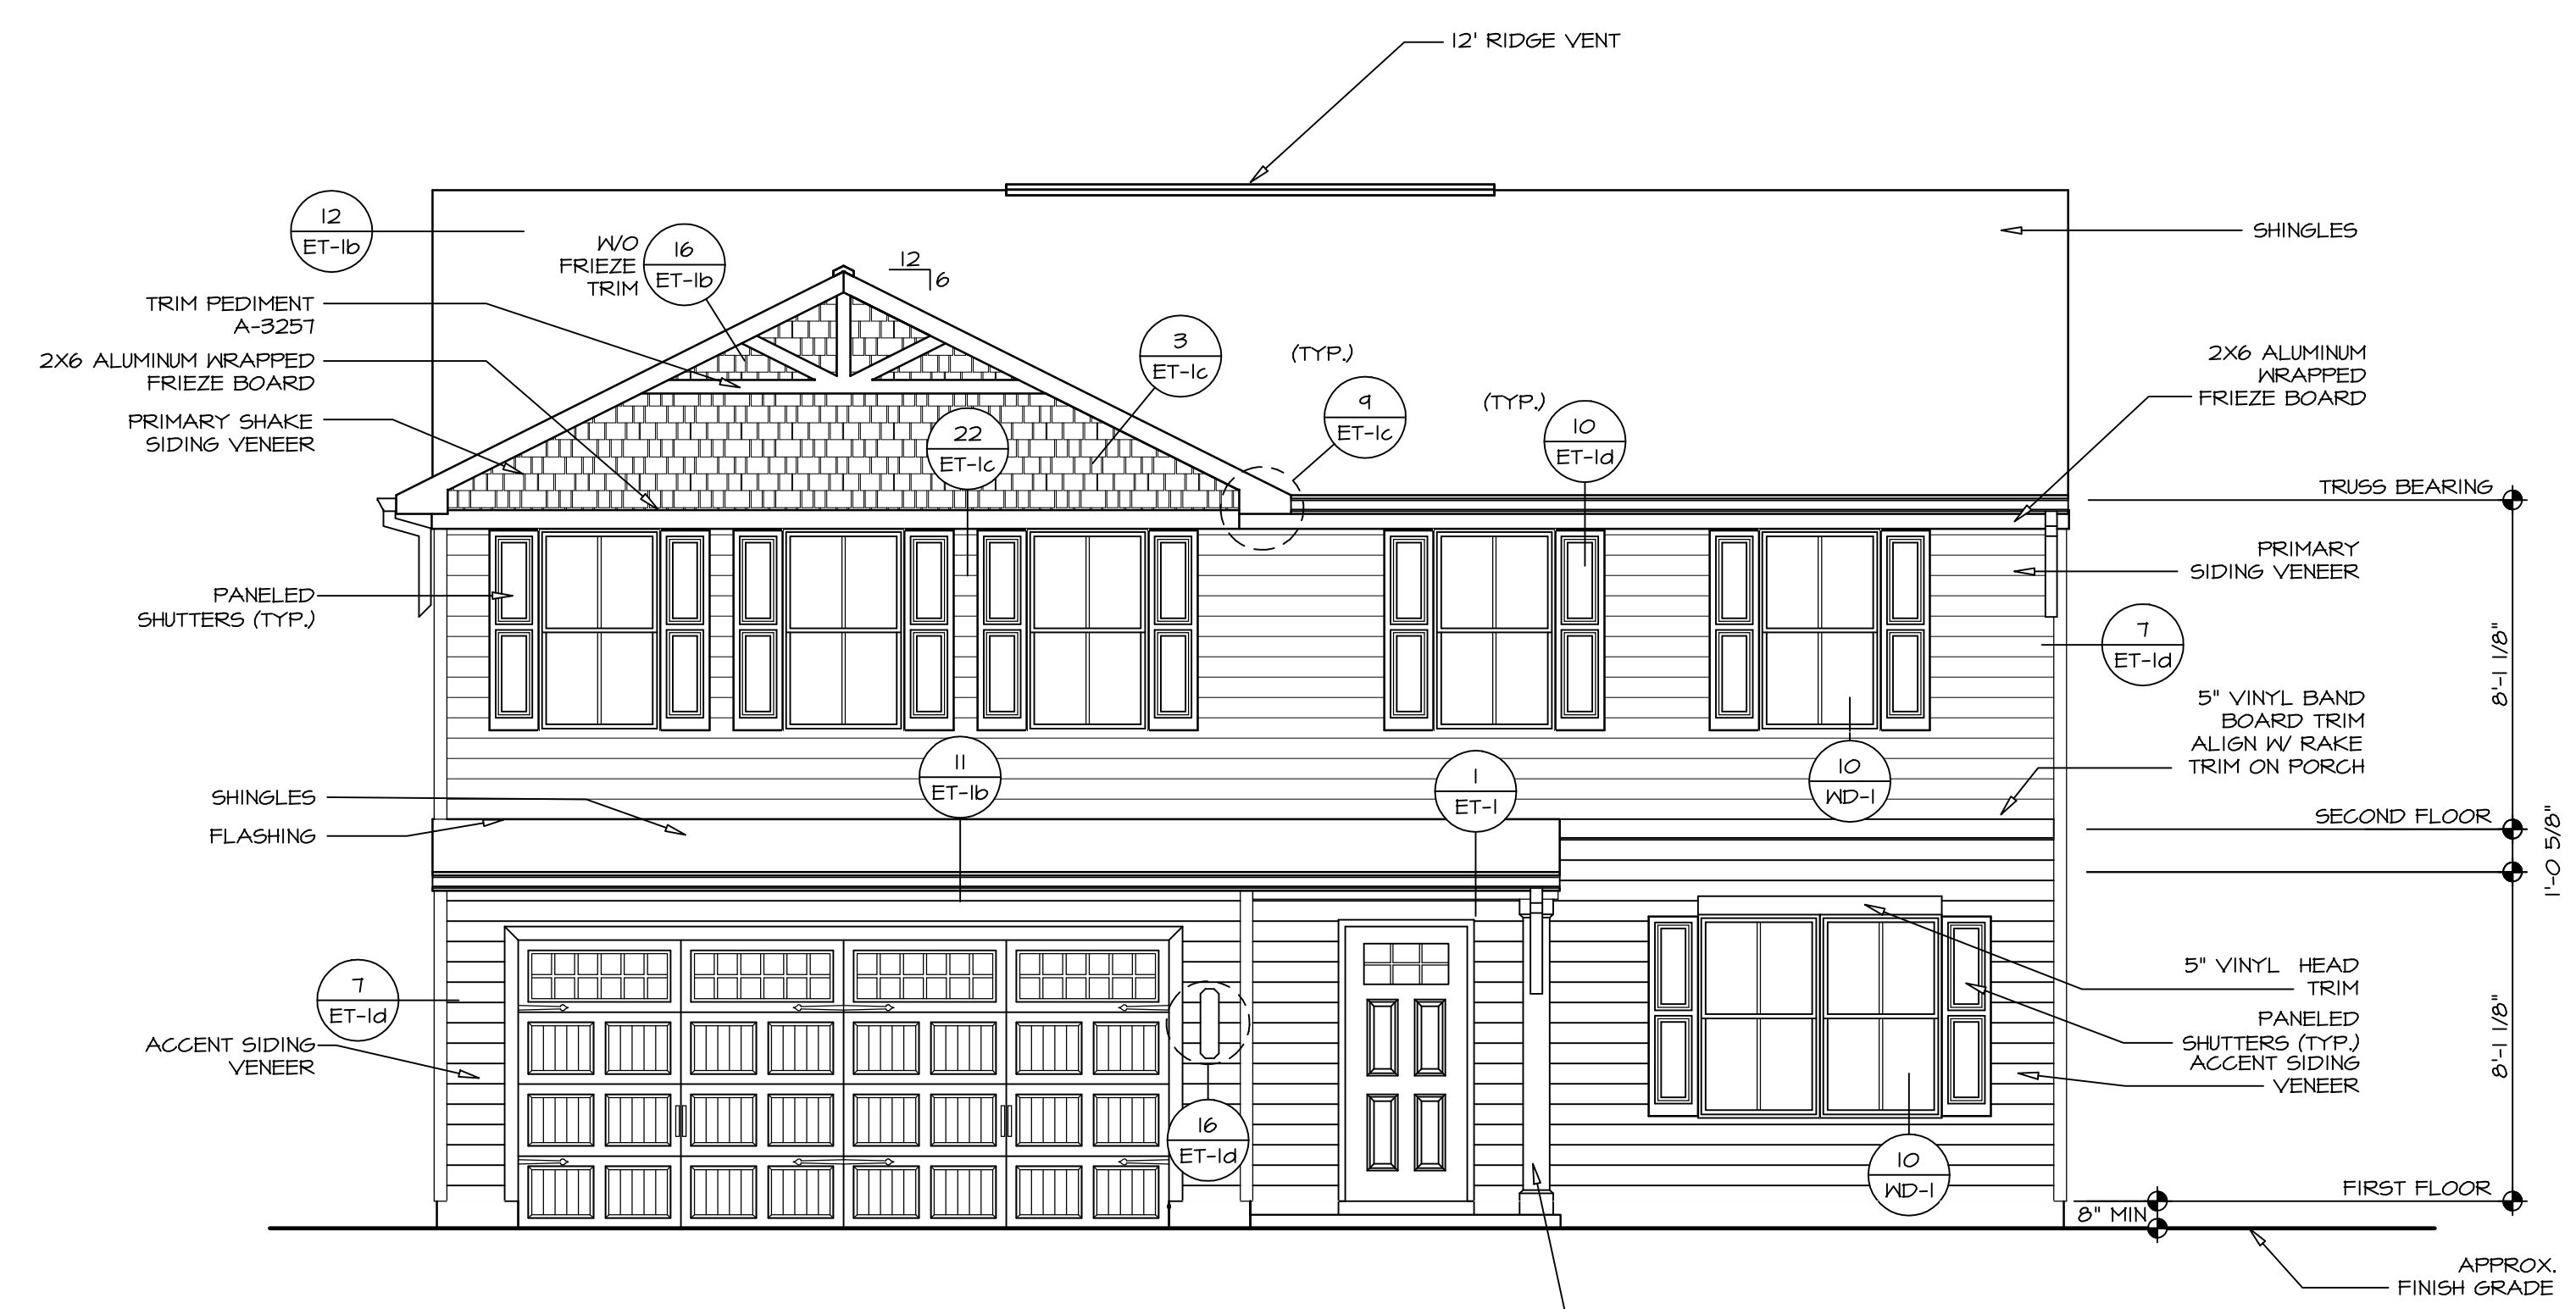 12' RIDGE VENT
12
ET-1b
W/O
FRIEZE
TRIM
16
ET-1b
12
6
SHINGLES
TRIM PEDIMENT
A-3257
2X6 ALUMINUM WRAPPED
FRIEZE BOARD
PRIMARY SHAKE
SIDING VENEER
3
ET-1c
(TYP.)
9
ET-1c
(TYP.)
10
ET-1d
22
ET-1c
2X6 ALUMINUM
WRAPPED
FRIEZE BOARD
TRUSS BEARING
PRIMARY
SIDING VENEER
PANELED
SHUTTERS (TYP.)
7
ET-1d
8'-1 1/8"
5" VINYL BAND
BOARD TRIM
ALIGN W/ RAKE
TRIM ON PORCH
11
ET-1b
1
ET-1
10
WD-1
SHINGLES
FLASHING
SECOND FLOOR
1'-0 5/8"
7
ET-1d
ACCENT SIDING
VENEER
16
ET-1d
5" VINYL HEAD
TRIM
PANELED
SHUTTERS (TYP.)
ACCENT SIDING
VENEER
8'-1 1/8"
10
WD-1
FIRST FLOOR
8" MIN
APPROX.
FINISH GRADE